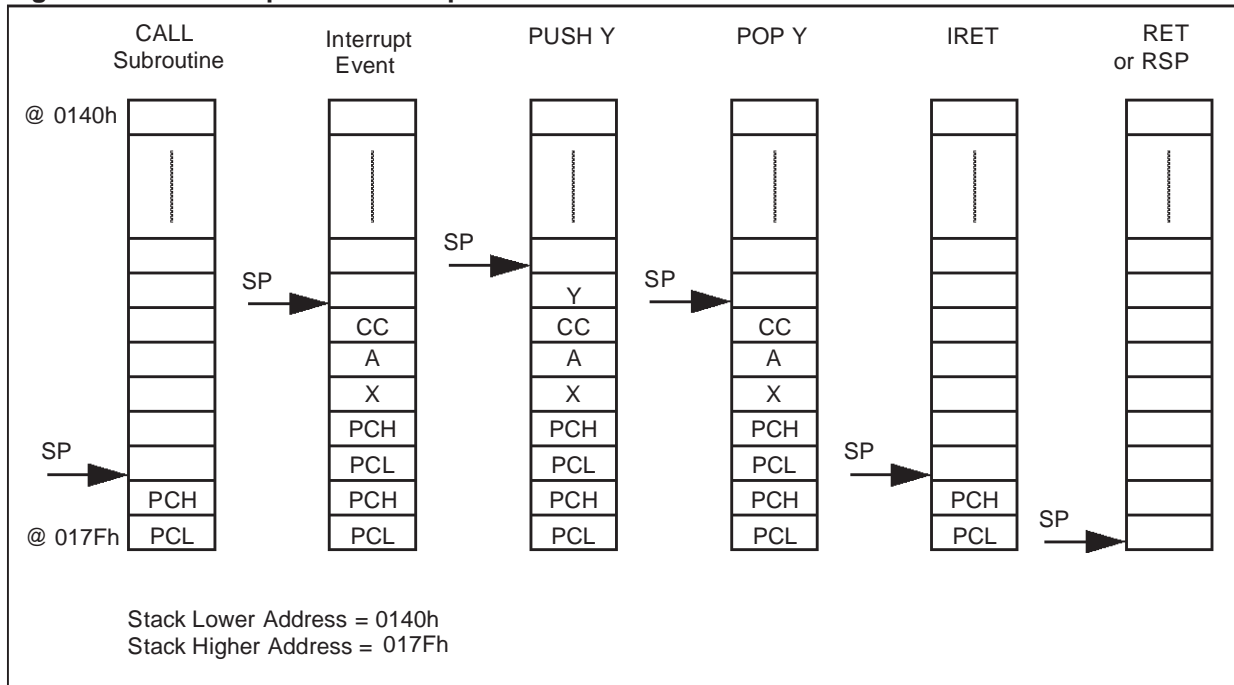 CALL
Subroutine
Interrupt
Event
PUSH Y
POP Y
IRET
RET
or RSP
@ 0140h
SP
SP
SP
SP
SP
SP
Y
CC
CC
CC
A
A
A
X
X
X
PCH
PCH
PCH
PCL
PCL
PCL
PCH
PCH
PCH
PCH
PCH
@ 017Fh
PCL
PCL
PCL
PCL
PCL
Stack Lower Address = 0140h
Stack Higher Address = 017Fh